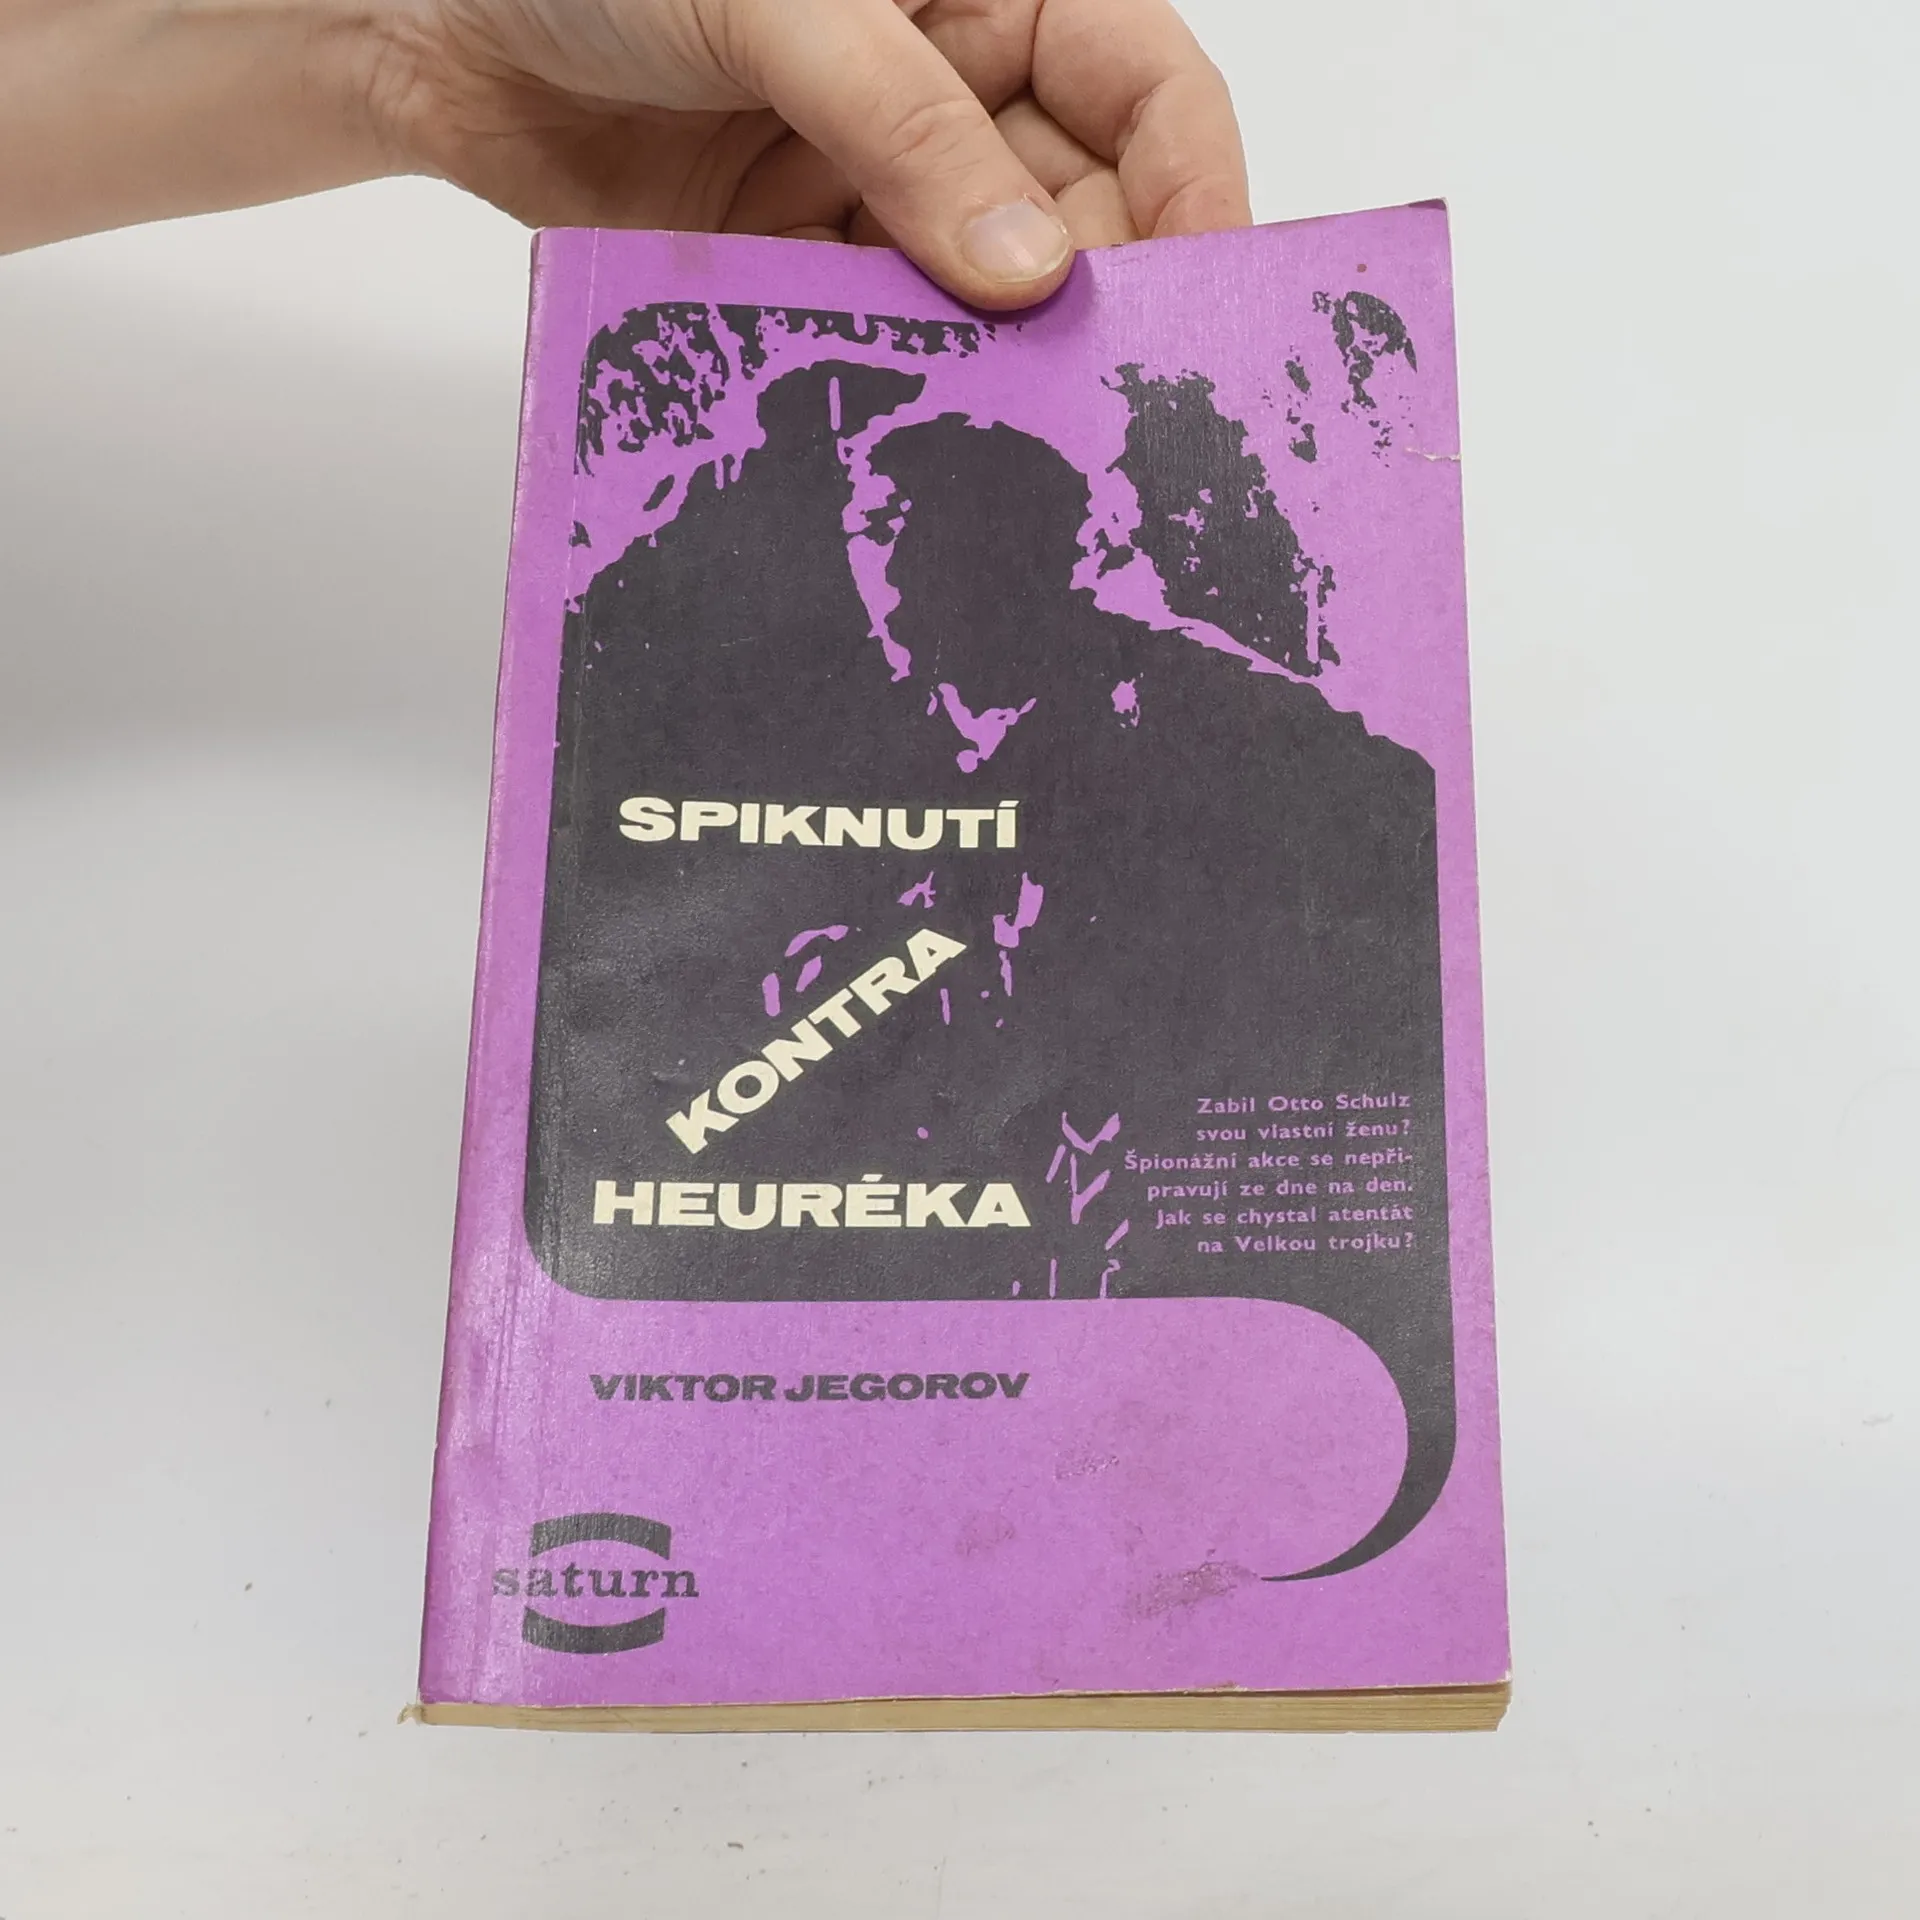 SPIKNUTÍ
KONTRA
HEURÉKA
Zabil Otto Schulz
svou vlastní ženu?
Špionážní akce se nepři-
pravují ze dne na den.
Jak se chystal atentát
na Velkou trojku?
VIKTOR JEGOROV
saturn